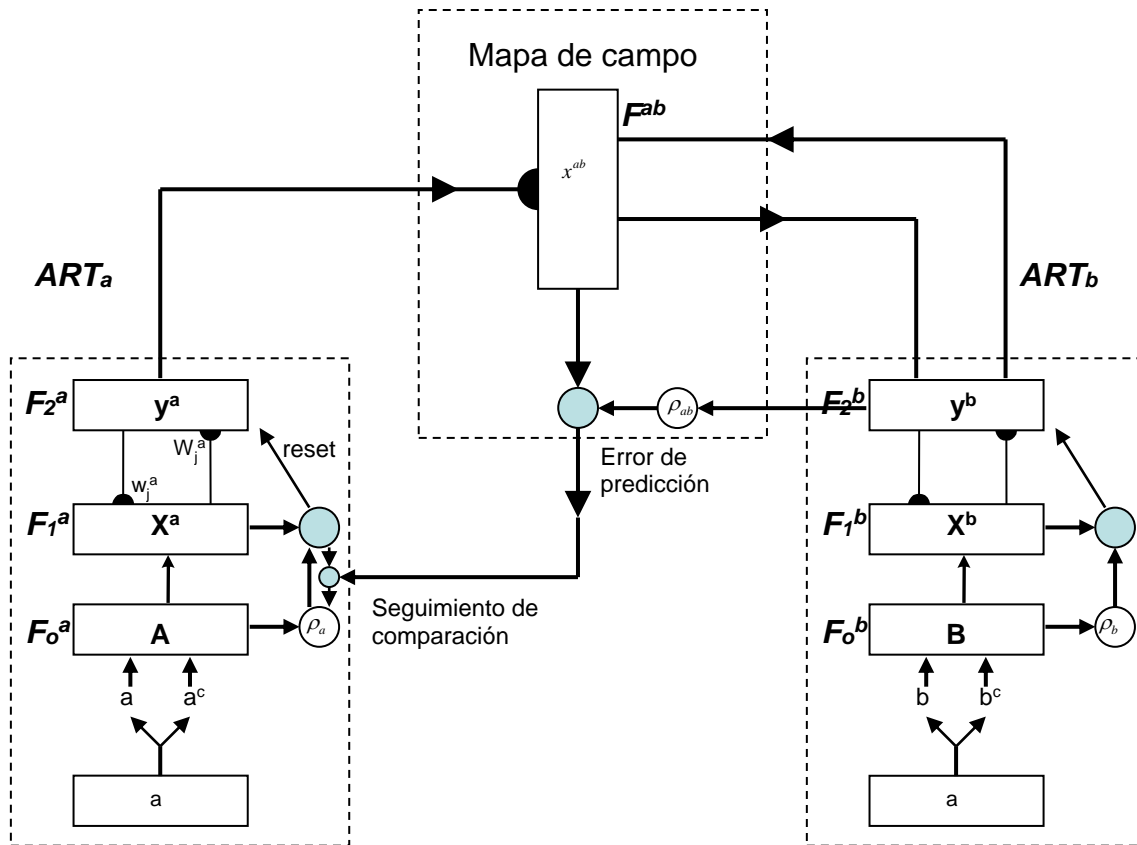 Mapa de campo
F^ab
x^ab
ART_a
ART_b
F_2^a
y^a
W_j^a
reset
w_j^a
F_1^a
X^a
F_o^a
A
ρ_a
a
a^c
a
ρ_ab
Error de
predicción
Seguimiento de
comparación
F_2^b
y^b
F_1^b
X^b
F_o^b
B
ρ_b
b
b^c
a